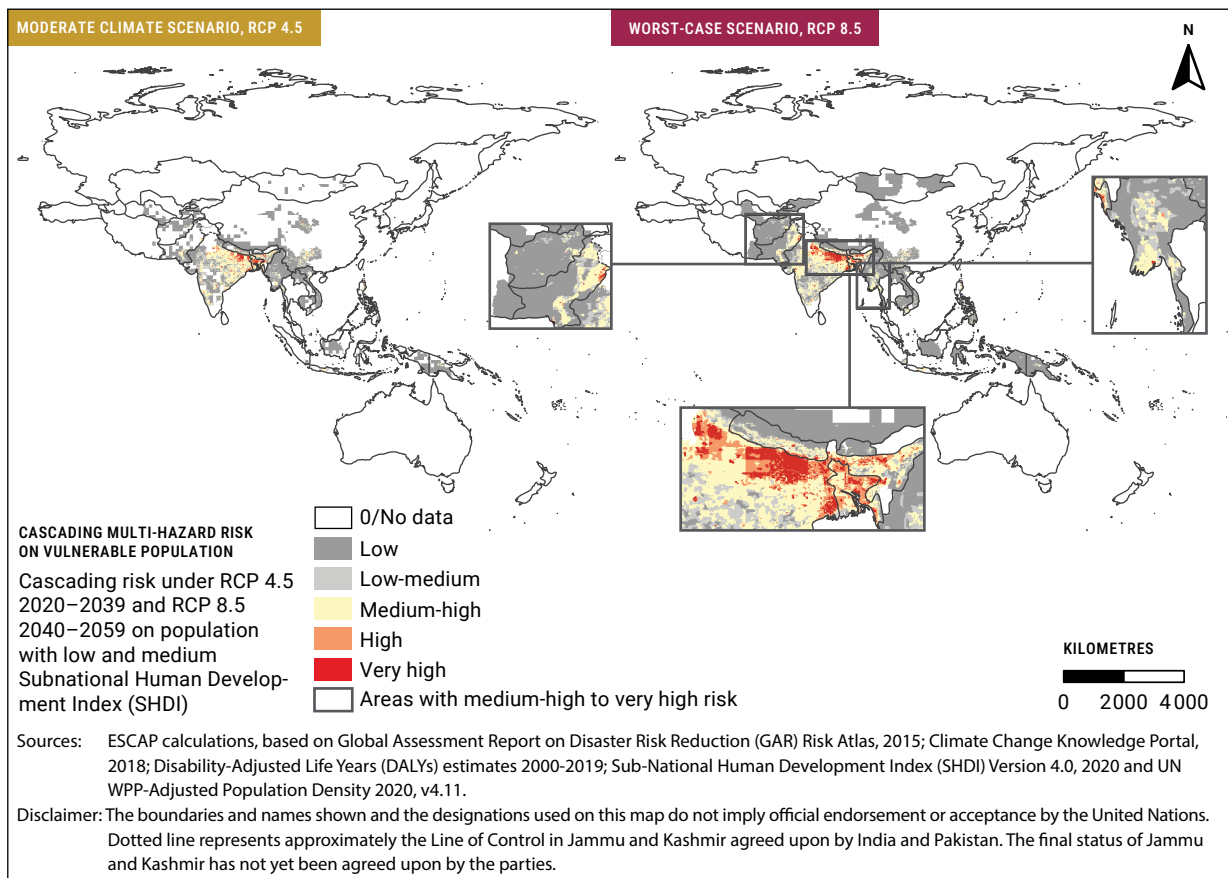 MODERATE CLIMATE SCENARIO, RCP 4.5
WORST-CASE SCENARIO, RCP 8.5
N
CASCADING MULTI-HAZARD RISK
ON VULNERABLE POPULATION
Cascading risk under RCP 4.5
2020–2039 and RCP 8.5
2040–2059 on population
with low and medium
Subnational Human Develop-
ment Index (SHDI)
0/No data
Low
Low-medium
Medium-high
High
Very high
Areas with medium-high to very high risk
KILOMETRES
0 2000 4 000
Sources: ESCAP calculations, based on Global Assessment Report on Disaster Risk Reduction (GAR) Risk Atlas, 2015; Climate Change Knowledge Portal,
2018; Disability-Adjusted Life Years (DALYs) estimates 2000-2019; Sub-National Human Development Index (SHDI) Version 4.0, 2020 and UN
WPP-Adjusted Population Density 2020, v4.11.
Disclaimer: The boundaries and names shown and the designations used on this map do not imply official endorsement or acceptance by the United Nations.
Dotted line represents approximately the Line of Control in Jammu and Kashmir agreed upon by India and Pakistan. The final status of Jammu
and Kashmir has not yet been agreed upon by the parties.